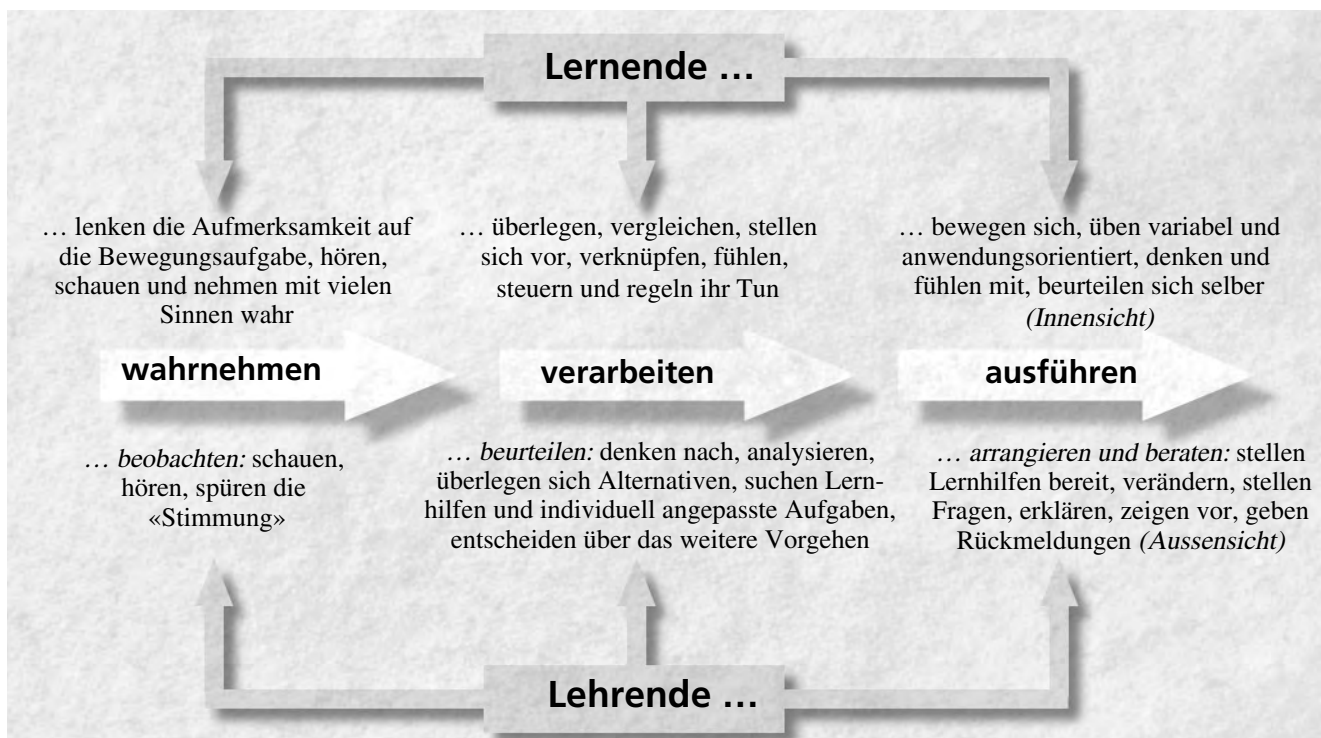 Lernende …
… lenken die Aufmerksamkeit auf
die Bewegungsaufgabe, hören,
schauen und nehmen mit vielen
Sinnen wahr
… überlegen, vergleichen, stellen
sich vor, verknüpfen, fühlen,
steuern und regeln ihr Tun
… bewegen sich, üben variabel und
anwendungsorientiert, denken und
fühlen mit, beurteilen sich selber
(Innensicht)
wahrnehmen
verarbeiten
ausführen
… beobachten: schauen,
hören, spüren die
«Stimmung»
… beurteilen: denken nach, analysieren,
überlegen sich Alternativen, suchen Lern-
hilfen und individuell angepasste Aufgaben,
entscheiden über das weitere Vorgehen
… arrangieren und beraten: stellen
Lernhilfen bereit, verändern, stellen
Fragen, erklären, zeigen vor, geben
Rückmeldungen (Aussensicht)
Lehrende …